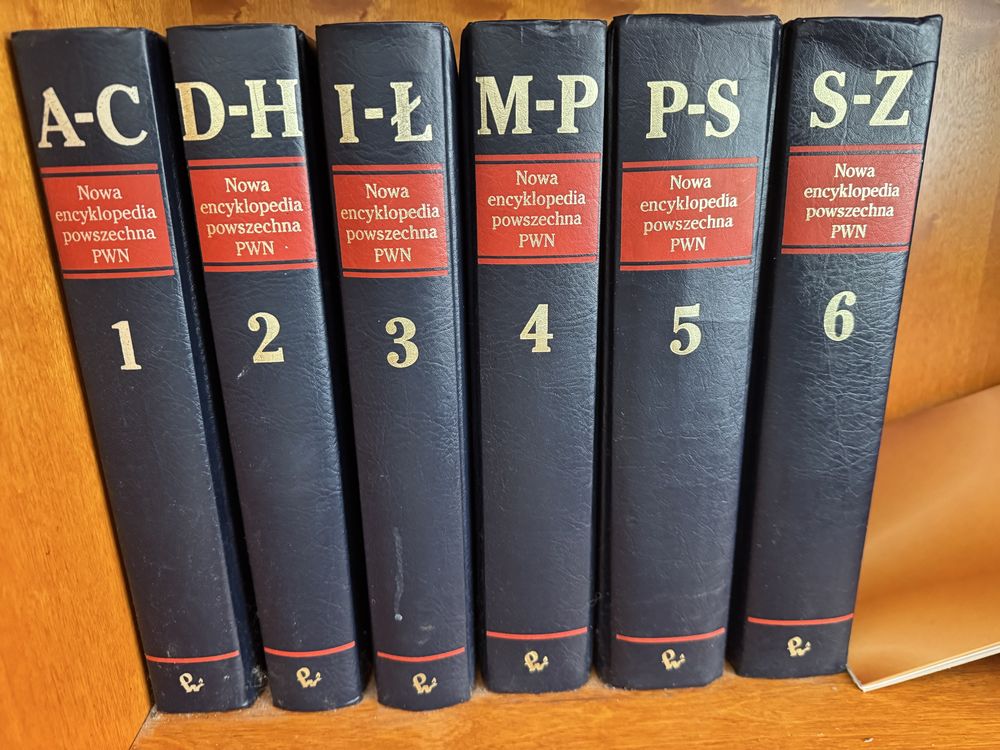 A-C
Nowa
encyklopedia
powszechna
PWN
1
D-H
Nowa
encyklopedia
powszechna
PWN
2
I-Ł
Nowa
encyklopedia
powszechna
PWN
3
M-P
Nowa
encyklopedia
powszechna
PWN
4
P-S
Nowa
encyklopedia
powszechna
PWN
5
S-Z
Nowa
encyklopedia
powszechna
PWN
6